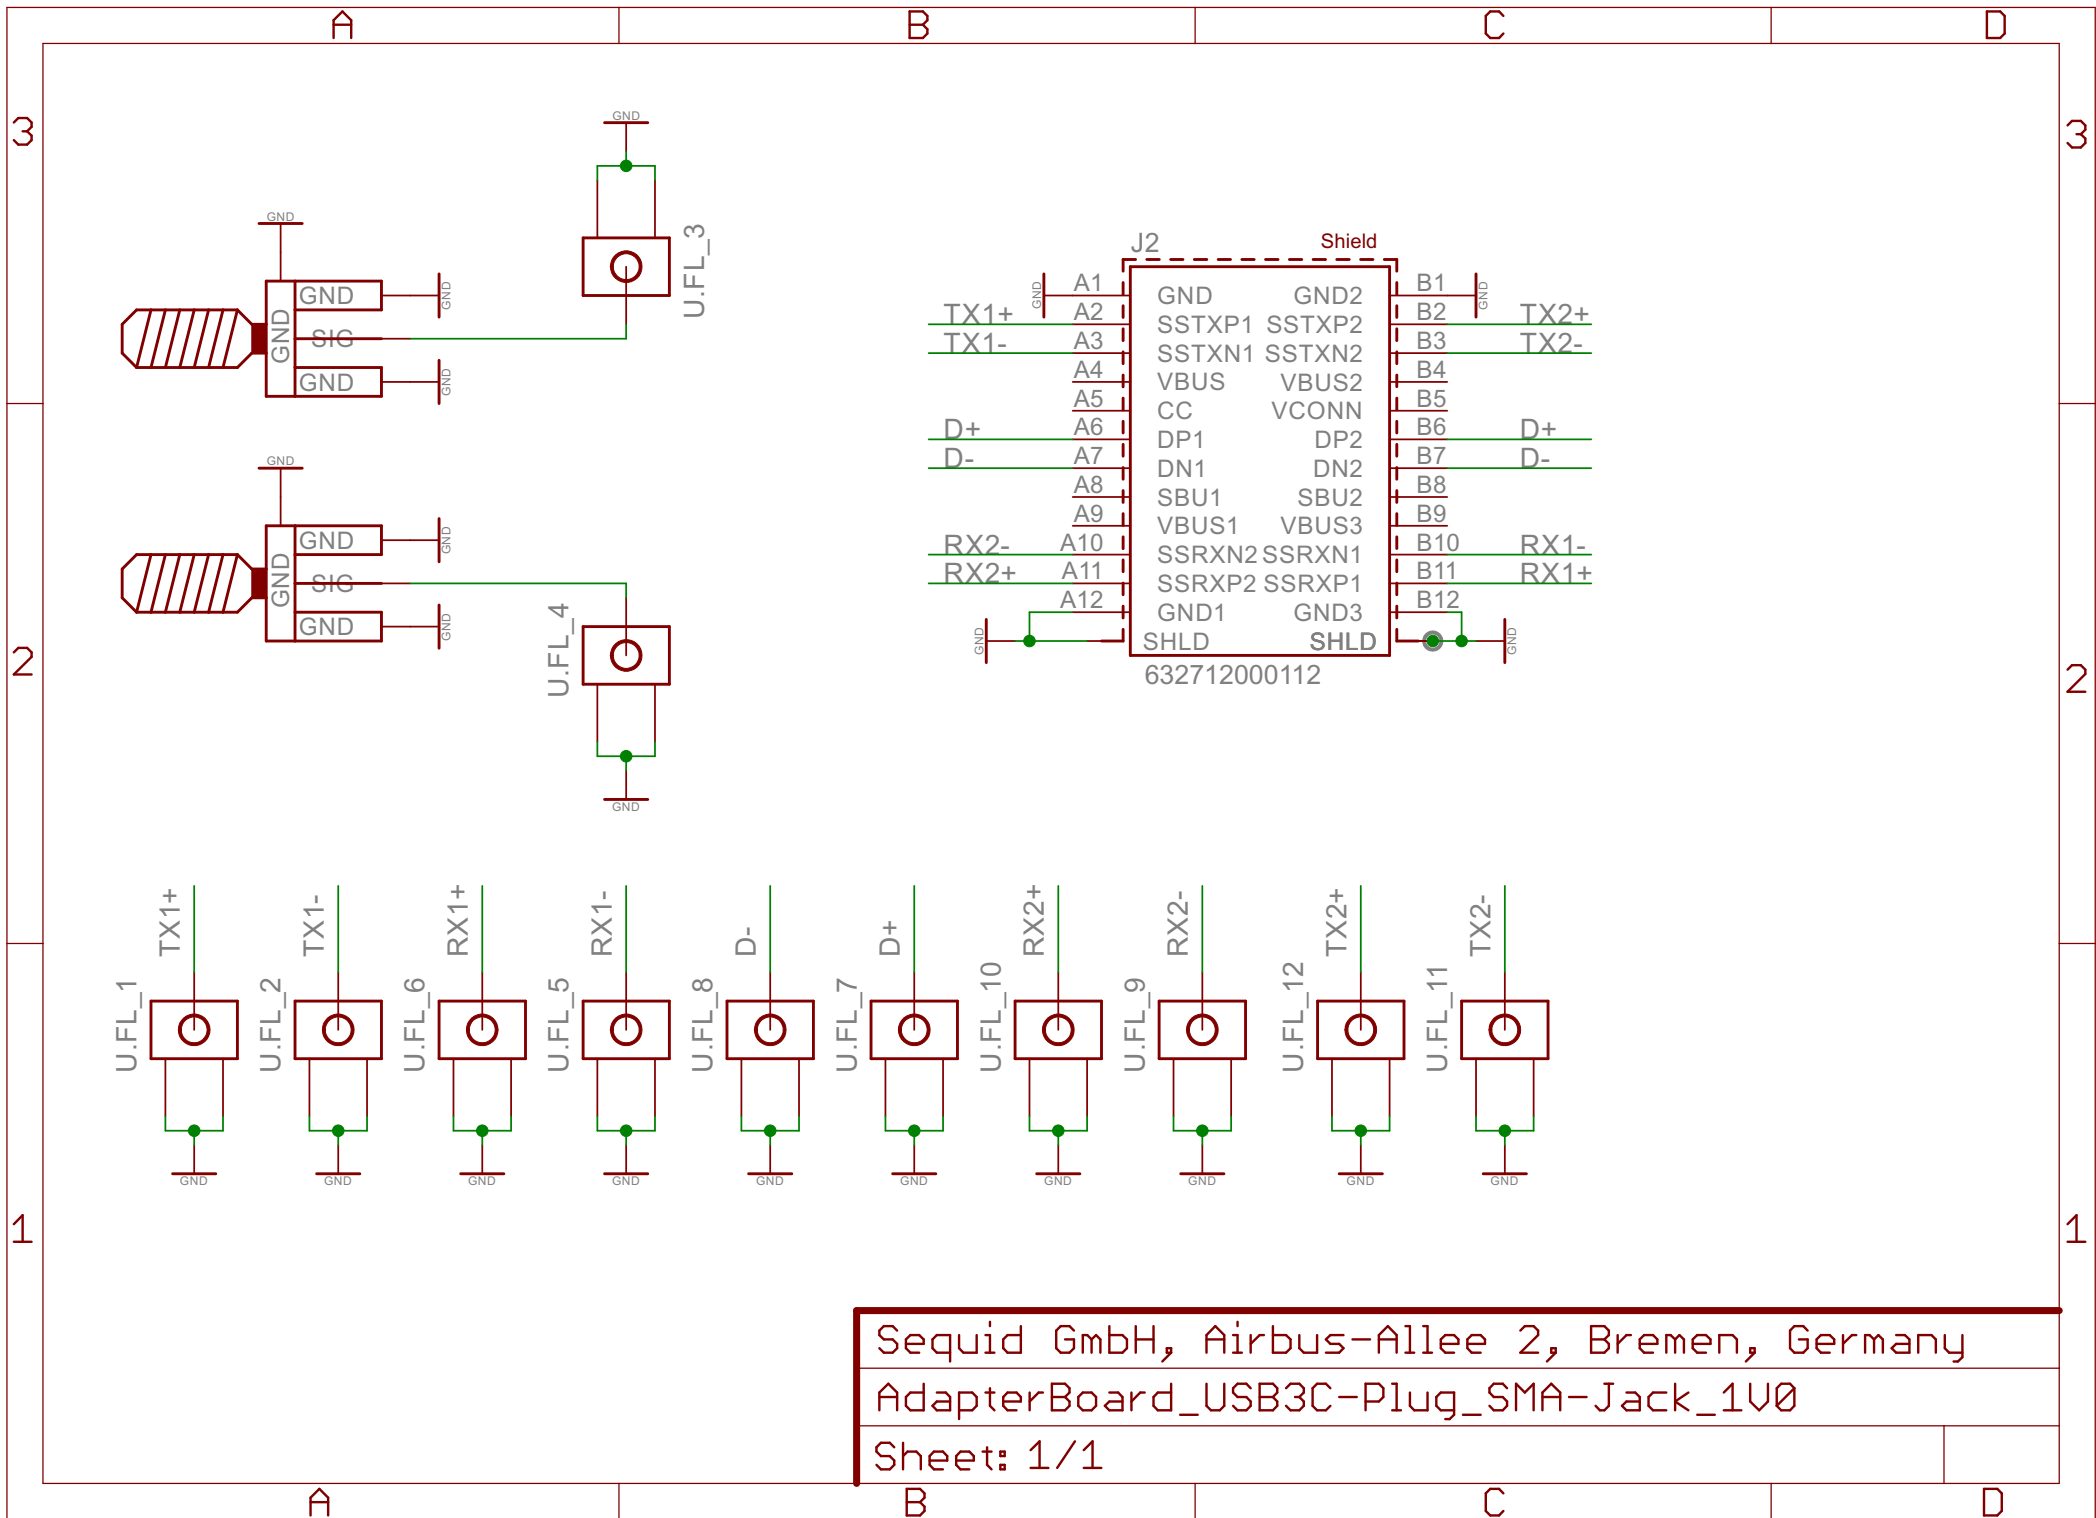 A B C D
3 3
GND
U.FL_3
GND
GND GND
GND SIG
GND GND
J2 Shield
GND A1 GND GND2 B1 GND
TX1+ A2 SSTXP1 SSTXP2 B2 TX2+
TX1- A3 SSTXN1 SSTXN2 B3 TX2-
A4 VBUS VBUS2 B4
A5 CC VCONN B5
D+ A6 DP1 DP2 B6 D+
D- A7 DN1 DN2 B7 D-
A8 SBU1 SBU2 B8
A9 VBUS1 VBUS3 B9
RX2- A10 SSRXN2 SSRXN1 B10 RX1-
RX2+ A11 SSRXP2 SSRXP1 B11 RX1+
A12 GND1 GND3 B12
GND SHLD SHLD GND
632712000112
GND
GND GND
GND SIG
GND GND
U.FL_4
GND
2 2
TX1+ TX1- RX1+ RX1- D- D+ RX2+ RX2- TX2+ TX2-
U.FL_1 U.FL_2 U.FL_6 U.FL_5 U.FL_8 U.FL_7 U.FL_10 U.FL_9 U.FL_12 U.FL_11
GND GND GND GND GND GND GND GND GND GND
1 1
Sequid GmbH, Airbus-Allee 2, Bremen, Germany
AdapterBoard_USB3C-Plug_SMA-Jack_1V0
Sheet: 1/1
A B C D